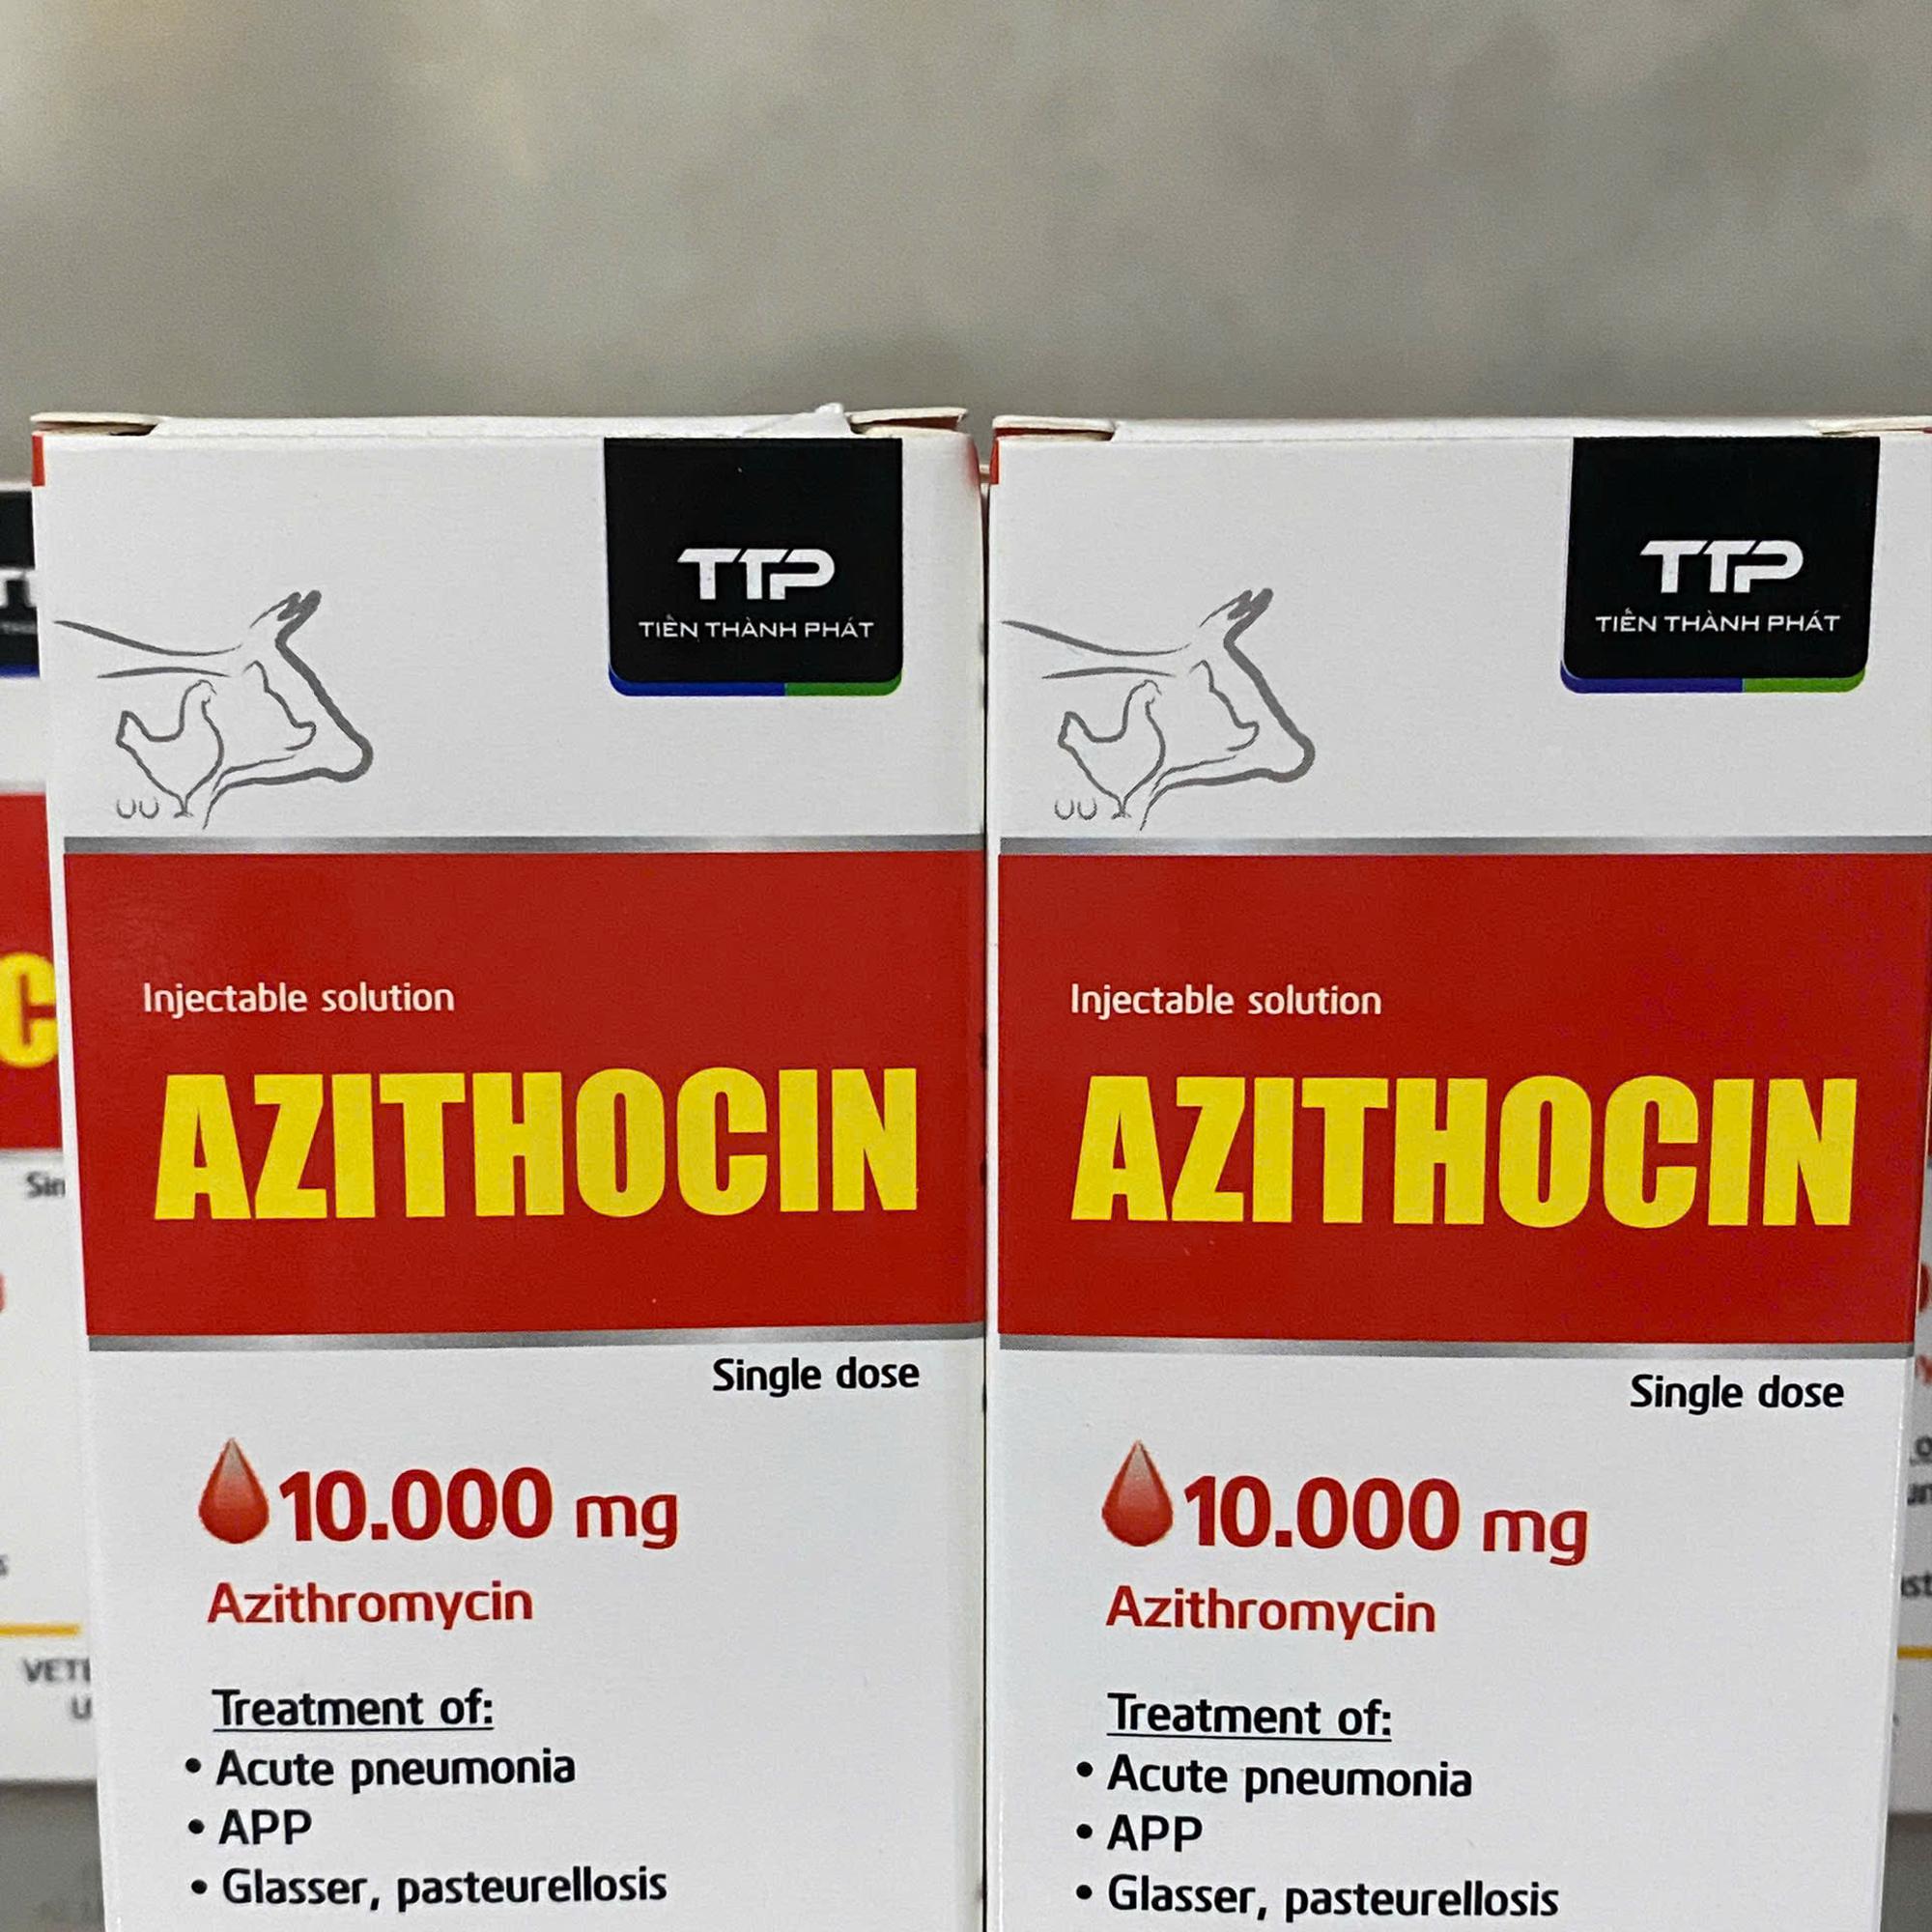 TTP
TIẾN THÀNH PHÁT
Injectable solution
AZITHOCIN
Single dose
10.000 mg
Azithromycin
Treatment of:
• Acute pneumonia
• APP
• Glasser, pasteurellosis
TTP
TIẾN THÀNH PHÁT
Injectable solution
AZITHOCIN
Single dose
10.000 mg
Azithromycin
Treatment of:
• Acute pneumonia
• APP
• Glasser, pasteurellosis